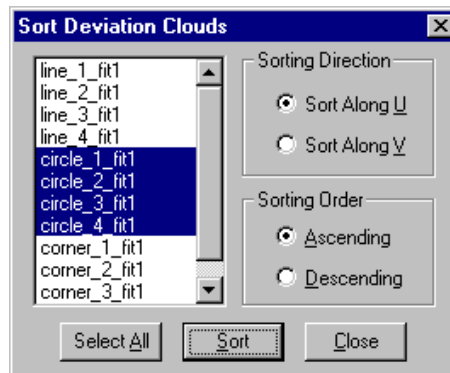 Sort Deviation Clouds
line_1_fit1
line_2_fit1
line_3_fit1
line_4_fit1
circle_1_fit1
circle_2_fit1
circle_3_fit1
circle_4_fit1
corner_1_fit1
corner_2_fit1
corner_3_fit1
Sorting Direction
Sort Along U
Sort Along V
Sorting Order
Ascending
Descending
Select All
Sort
Close